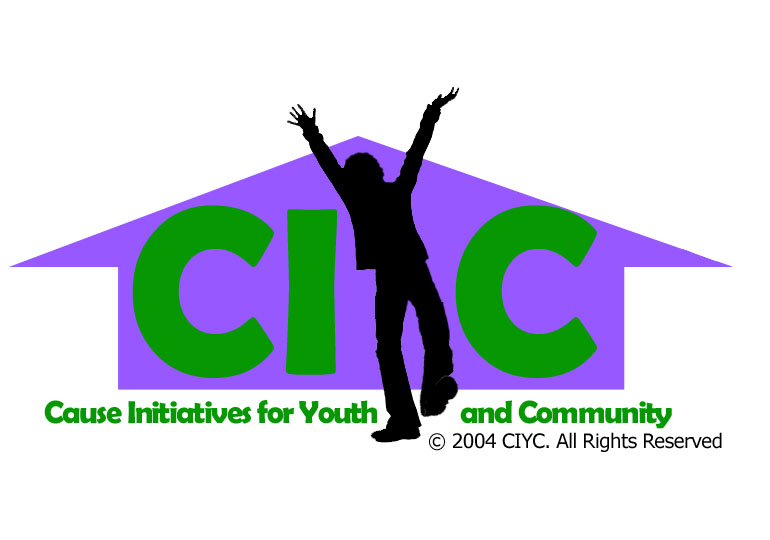 CIYC
Cause Initiatives for Youth and Community
© 2004 CIYC. All Rights Reserved